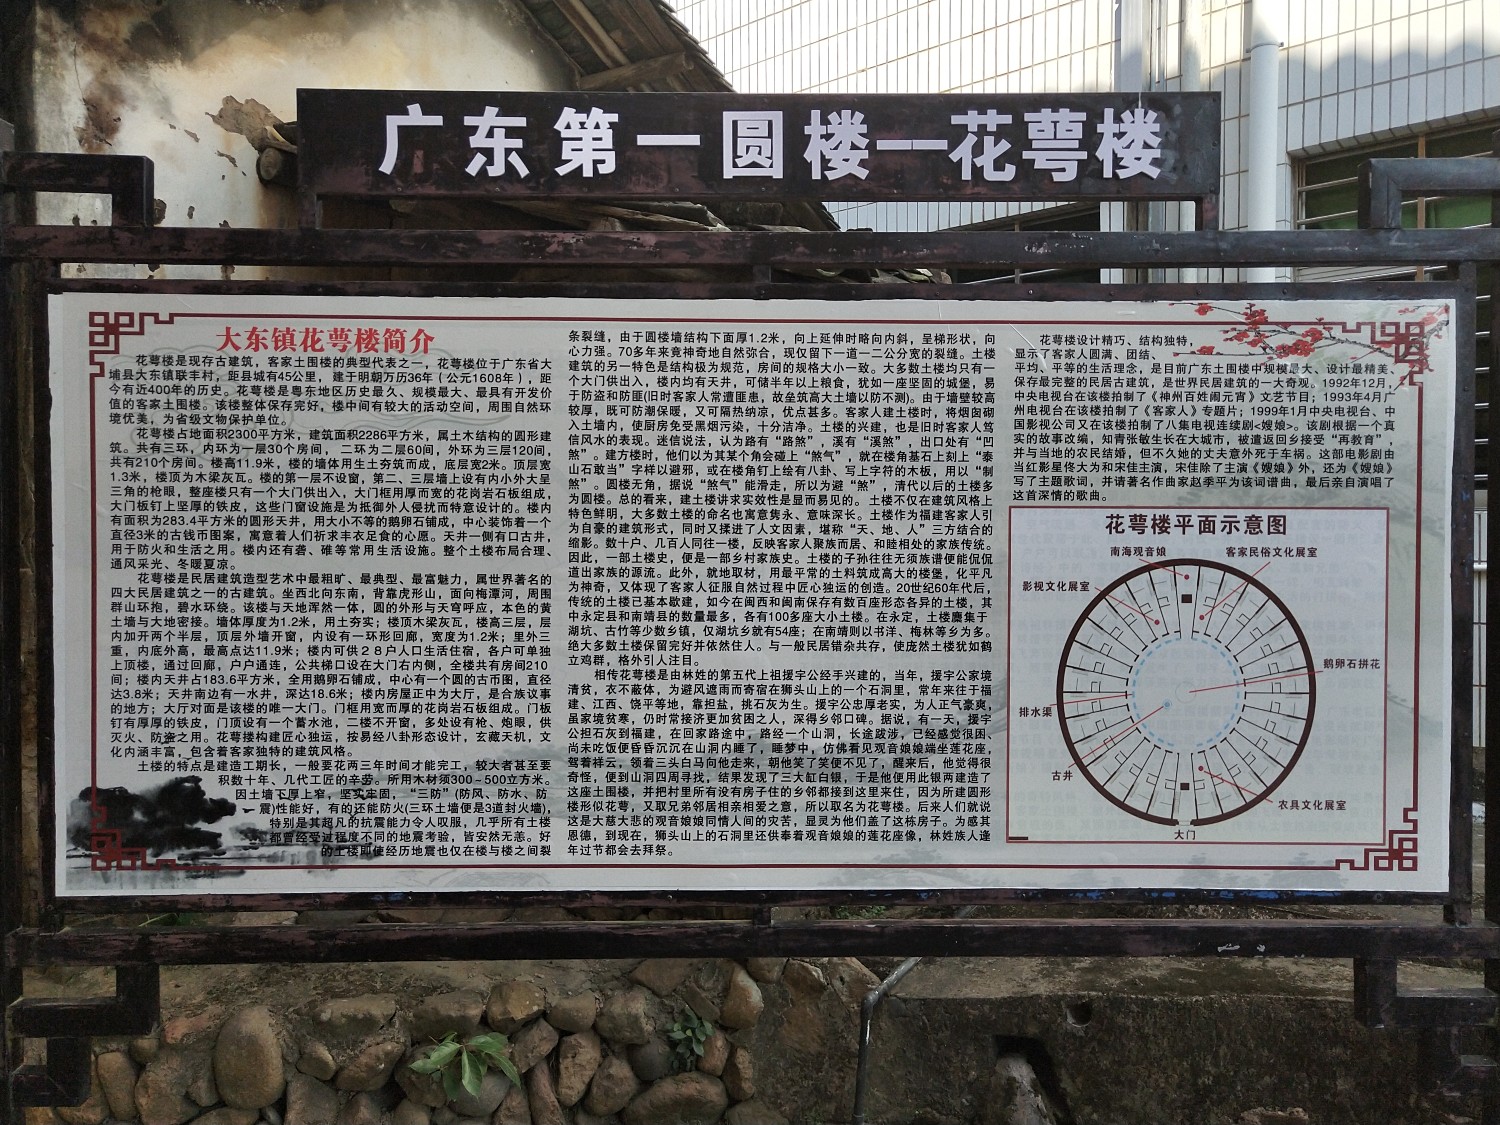 广东第一圆楼—花萼楼
大东镇花萼楼简介
花萼楼是现存古建筑，客家土围楼的典型代表之一，花萼楼位于广东省大
埔县大东镇联丰村，距县城有45公里，建于明朝万历36年（公元1608年），距
今有近400年的历史。花萼楼是粤东地区历史最久、规模最大、最具有开发价
值的客家土围楼。该楼整体保存完好，楼中间有较大的活动空间，周围自然环
境优美，为省级文物保护单位。
花萼楼占地面积2300平方米，建筑面积2286平方米，属土木结构的圆形建
筑。共有三环，内环为一层30个房间，二环为二层60间，外环为三层120间，
共有210个房间。楼高11.9米，楼的墙体用生土夯筑而成，底层宽2米。顶层宽
1.3米，楼顶为木梁灰瓦。楼的第一层不设窗，第二、三层墙上设有内小外大呈
三角的枪眼，整座楼只有一个大门供出入，大门框用厚而宽的花岗岩石板组成，
大门板钉上坚厚的铁皮，这些门窗设施是为抵御外人侵扰而特意设计的。楼内
有面积为283.4平方米的圆形天井，用大小不等的鹅卵石铺成，中心装饰着一个
直径3米的古钱币图案，寓意着人们祈求丰衣足食的心愿。天井一侧有口古井，
用于防火和生活之用。楼内还有砻、碓等常用生活设施。整个土楼布局合理、
通风采光、冬暖夏凉。
花萼楼是民居建筑造型艺术中最粗旷、最典型、最富魅力，属世界著名的
四大民居建筑之一的古建筑。坐西北向东南，背靠虎形山，面向梅潭河，周围
群山环抱，碧水环绕。该楼与天地浑然一体，圆的外形与天穹呼应，本色的黄
土墙与大地密接。墙体厚度为1.2米，用土夯实；楼顶木梁灰瓦，楼高三层，层
内加开两个半层，顶层外墙开窗，内设有一环形回廊，宽度为1.2米；里外三
重，内底外高，最高点达11.9米；楼内可供２８户人口生活住宿，各户可单独
上顶楼，通过回廊，户户通连，公共梯口设在大门右内侧，全楼共有房间210
间；楼内天井占183.6平方米，全用鹅卵石铺成，中心有一个圆的古币图，直径
达3.8米；天井南边有一水井，深达18.6米；楼内房屋正中为大厅，是合族议事
的地方；大厅对面是该楼的唯一大门。门框用宽而厚的花岗岩石板组成。门板
钉有厚厚的铁皮，门顶设有一个蓄水池，二楼不开窗，多处设有枪、炮眼，供
灭火、防盗之用。花萼搂构建匠心独运，按易经八卦形态设计，玄藏天机，文
化内涵丰富，包含着客家独特的建筑风格。
土楼的特点是建造工期长，一般要花两三年时间才能完工，较大者甚至要
积数十年、几代工匠的辛劳。所用木材须300～500立方米。
因土墙下厚上窄，坚实牢固，“三防”(防风、防水、防
震)性能好，有的还能防火(三环土墙便是3道封火墙)，
特别是其超凡的抗震能力令人叹服，几乎所有土楼
都曾经受过程度不同的地震考验，皆安然无恙。好
的土楼即使经历地震也仅在楼与楼之间裂
条裂缝，由于圆楼墙结构下面厚1.2米，向上延伸时略向内斜，呈梯形状，向
心力强。70多年来竟神奇地自然弥合，现仅留下一道一二公分宽的裂缝。土楼
建筑的另一特色是结构极为规范，房间的规格大小一致。大多数土楼均只有一
个大门供出入，楼内均有天井，可储半年以上粮食，犹如一座坚固的城堡，易
于防盗和防匪(旧时客家人常遭匪患，故垒筑高大土墙以防不测)。由于墙壁较高
较厚，既可防潮保暖，又可隔热纳凉，优点甚多。客家人建土楼时，将烟囱砌
入土墙内，使厨房免受黑烟污染，十分洁净。土楼的兴建，也是旧时客家人笃
信风水的表现。迷信说法，认为路有“路煞”，溪有“溪煞”，出口处有“凹
煞”。建方楼时，他们以为其某个角会碰上“煞气”，就在楼角基石上刻上“泰
山石敢当”字样以避邪，或在楼角钉上绘有八卦、写上字符的木板，用以“制
煞”。圆楼无角，据说“煞气”能滑走，所以为避“煞”，清代以后的土楼多
为圆楼。总的看来，建土楼讲求实效性是显而易见的。土楼不仅在建筑风格上
特色鲜明，大多数土楼的命名也寓意隽永、意味深长。土楼作为福建客家人引
为自豪的建筑形式，同时又揉进了人文因素，堪称“天、地、人”三方结合的
缩影。数十户、几百人同往一楼，反映客家人聚族而居、和睦相处的家族传统。
因此，一部土楼史，便是一部乡村家族史。土楼的子孙往往无须族谱便能侃侃
道出家族的源流。此外，就地取材，用最平常的土料筑成高大的楼堡，化平凡
为神奇，又体现了客家人征服自然过程中匠心独运的创造。20世纪60年代后，
传统的土楼已基本歇建，如今在闽西和闽南保存有数百座形态各异的土楼，其
中永定县和南靖县的数量最多，各有100多座大小土楼。在永定，土楼麇集于
湖坑、古竹等少数乡镇，仅湖坑乡就有54座；在南靖则以书洋、梅林等乡为多。
绝大多数土楼保留完好并依然住人。与一般民居错杂共存，使庞然土楼犹如鹤
立鸡群，格外引人注目。
相传花萼楼是由林姓的第五代上祖援宇公经手兴建的，当年，援宇公家境
清贫，衣不蔽体，为避风遮雨而寄宿在狮头山上的一个石洞里，常年来往于福
建、江西、饶平等地，靠担盐，挑石灰为生。援宇公忠厚老实，为人正气豪爽，
虽家境贫寒，仍时常接济更加贫困之人，深得乡邻口碑。据说，有一天，援宇
公担石灰到福建，在回家路途中，路经一个山洞，长途跋涉，已经感觉很困、
尚未吃饭便昏昏沉沉在山洞内睡了，睡梦中，仿佛看见观音娘娘端坐莲花座，
驾着祥云，领着三头白马向他走来，朝他笑了笑便不见了，醒来后，他觉得很
奇怪，便到山洞四周寻找，结果发现了三大缸白银，于是他便用此银两建造了
这座土围楼，并把村里所有没有房子住的乡邻都接到这里来住，因为所建圆形
楼形似花萼，又取兄弟邻居相亲相爱之意，所以取名为花萼楼。后来人们就说
这是大慈大悲的观音娘娘同情人间的灾苦，显灵为他们盖了这栋房子。为感其
恩德，到现在，狮头山上的石洞里还供奉着观音娘娘的莲花座像，林姓族人逢
年过节都会去拜祭。
花萼楼设计精巧、结构独特，
显示了客家人圆满、团结、
平均、平等的生活理念，是目前广东土围楼中规模最大、设计最精美、
保存最完整的民居古建筑，是世界民居建筑的一大奇观。1992年12月，
中央电视台在该楼拍制了《神州百姓闹元宵》文艺节目；1993年4月广
州电视台在该楼拍制了《客家人》专题片；1999年1月中央电视台、中
国影视公司又在该楼拍制了八集电视连续剧<嫂娘>。该剧根据一个真
实的故事改编，知青张敏生长在大城市，被遣返回乡接受“再教育”，
并与当地的农民结婚，但不久她的丈夫意外死于车祸。这部电影剧由
当红影星佟大为和宋佳主演，宋佳除了主演《嫂娘》外，还为《嫂娘》
写了主题歌词，并请著名作曲家赵季平为该词谱曲，最后亲自演唱了
这首深情的歌曲。
花萼楼平面示意图
南海观音娘
客家民俗文化展室
影视文化展室
鹅卵石拼花
排水渠
古井
农具文化展室
大门